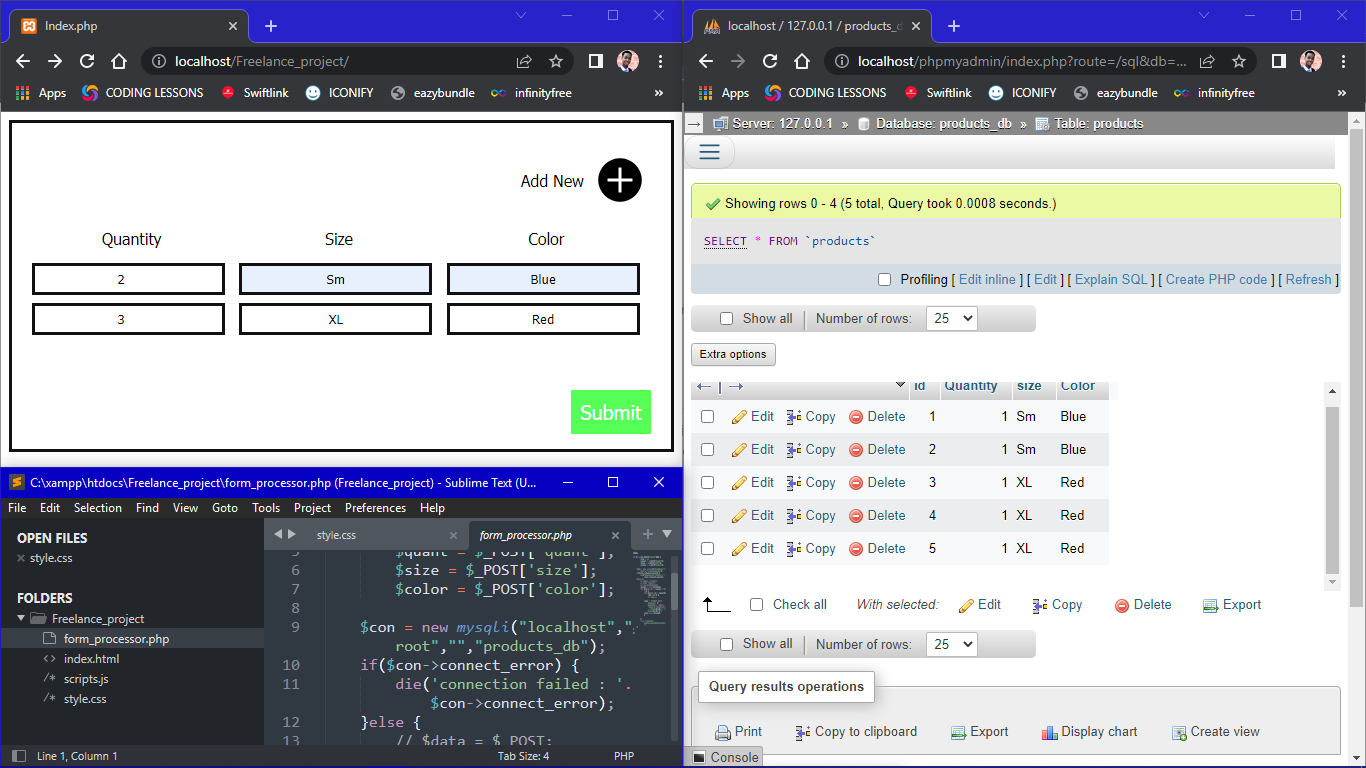 Index.php
localhost/Freelance_project/
Apps CODING LESSONS Swiftlink ICONIFY eazybundle infinityfree »
Add New
Quantity Size Color
2 Sm Blue
3 XL Red
Submit
C:\xampp\htdocs\Freelance_project\form_processor.php (Freelance_project) - Sublime Text (U...
File Edit Selection Find View Goto Tools Project Preferences Help
OPEN FILES
style.css
FOLDERS
Freelance_project
form_processor.php
<> index.html
/* scripts.js
/* style.css
style.css form_processor.php
5 $quant = $_POST['quant'];
6 $size = $_POST['size'];
7 $color = $_POST['color'];
8
9 $con = new mysqli("localhost","
root","","products_db");
10 if($con->connect_error) {
11 die('connection failed : '.
$con->connect_error);
12 }else {
13 // $data = $_POST;
Line 1, Column 1 Tab Size: 4 PHP
localhost / 127.0.0.1 / products_d
localhost/phpmyadmin/index.php?route=/sql&db=...
Apps CODING LESSONS Swiftlink ICONIFY eazybundle infinityfree »
Server: 127.0.0.1 » Database: products_db » Table: products
Showing rows 0 - 4 (5 total, Query took 0.0008 seconds.)
SELECT * FROM `products`
Profiling [ Edit inline ] [ Edit ] [ Explain SQL ] [ Create PHP code ] [ Refresh ]
Show all Number of rows: 25
Extra options
id Quantity size Color
Edit Copy Delete 1 1 Sm Blue
Edit Copy Delete 2 1 Sm Blue
Edit Copy Delete 3 1 XL Red
Edit Copy Delete 4 1 XL Red
Edit Copy Delete 5 1 XL Red
Check all With selected: Edit Copy Delete Export
Show all Number of rows: 25
Query results operations
Print Copy to clipboard Export Display chart Create view
Console